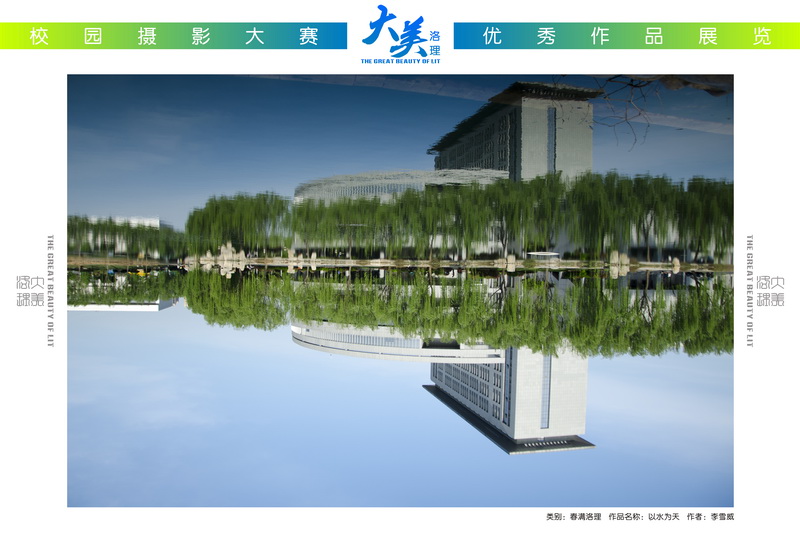 校园摄影大赛
大美
洛理
THE GREAT BEAUTY OF LIT
优秀作品展览
THE GREAT BEAUTY OF LIT
大美洛理
THE GREAT BEAUTY OF LIT
大美洛理
类别：春满洛理 作品名称：以水为天 作者：李雪威